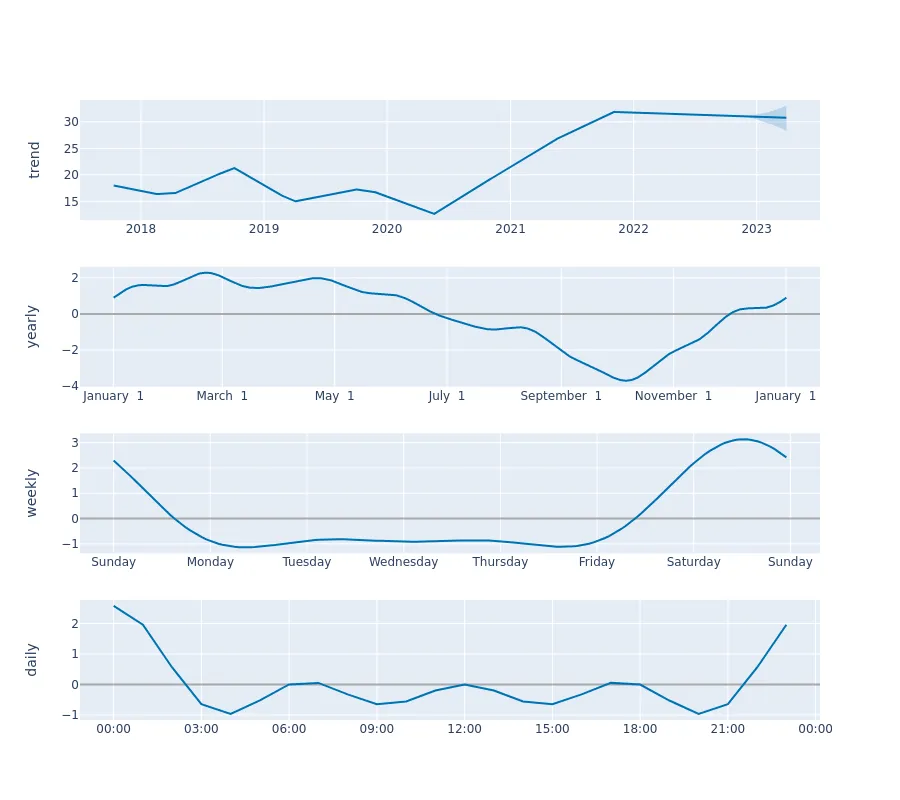 trend
30
25
20
15
2018 2019 2020 2021 2022 2023
yearly
2
0
−2
−4
January 1 March 1 May 1 July 1 September 1 November 1 January 1
weekly
3
2
1
0
−1
Sunday Monday Tuesday Wednesday Thursday Friday Saturday Sunday
daily
2
1
0
−1
00:00 03:00 06:00 09:00 12:00 15:00 18:00 21:00 00:00